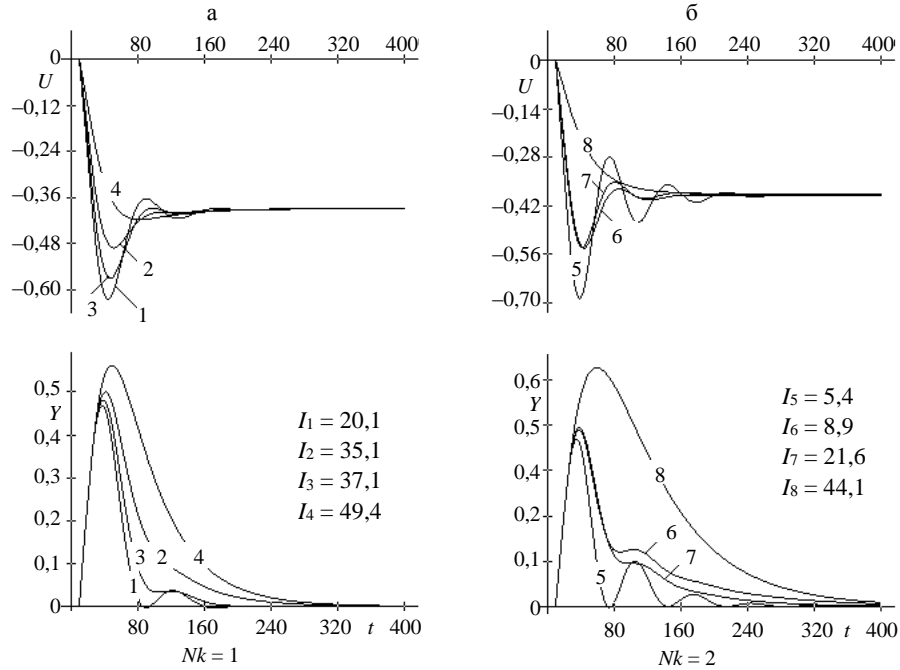 а
б
80 160 240 320 400
80 160 240 320 400
0
U
–0,12
–0,24
–0,36
–0,48
–0,60
4
2
3
1
0
U
–0,14
–0,28
–0,42
–0,56
–0,70
8
7
6
5
0,5
Y
0,4
0,3
0,2
0,1
0
I1 = 20,1
I2 = 35,1
I3 = 37,1
I4 = 49,4
3 2 4
1
80 160 240 320 t 400
Nk = 1
0,6
Y
0,5
0,4
0,2
0,1
0
I5 = 5,4
I6 = 8,9
I7 = 21,6
I8 = 44,1
8
6
7
5
80 160 240 320 t 400
Nk = 2